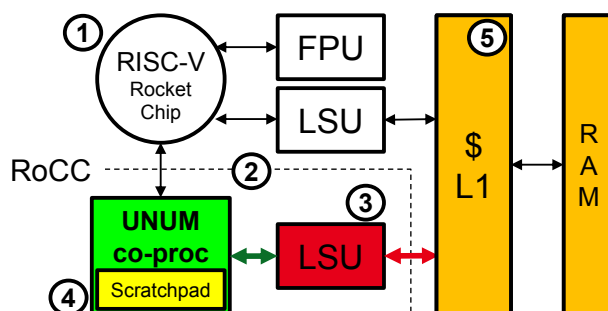 1
RISC-V
Rocket
Chip
FPU
LSU
5
$
L1
R
A
M
RoCC
2
UNUM
co-proc
3
LSU
4
Scratchpad